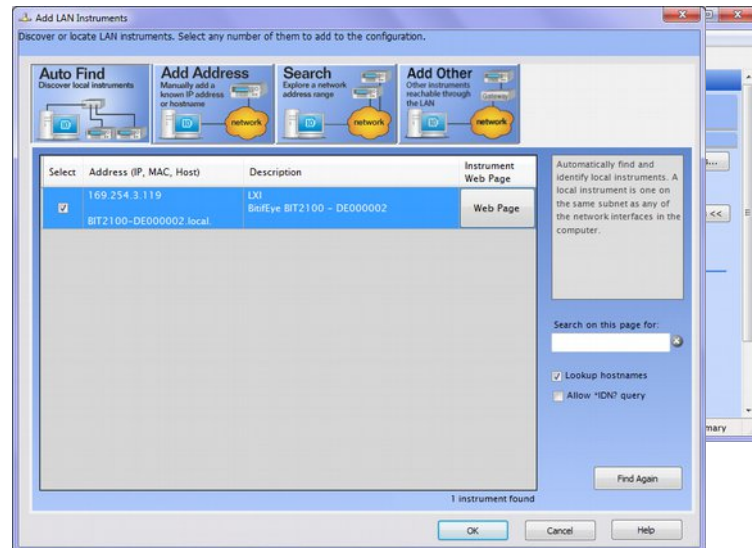 Add LAN Instruments
Discover or locate LAN instruments. Select any number of them to add to the configuration.
Auto Find
Discover local instruments
Add Address
Manually add a
known IP address
or hostname
network
Search
Explore a network
address range
network
Add Other
Other instruments
reachable through
the LAN
Gateway
network
Select
Address (IP, MAC, Host)
Description
Instrument
Web Page
169.254.3.119
BIT2100-DE000002.local.
LXI
BitifEye BIT2100 - DE000002
Web Page
Automatically find and
identify local instruments. A
local instrument is one on
the same subnet as any of
the network interfaces in the
computer.
Search on this page for:
Lookup hostnames
Allow *IDN? query
Find Again
1 instrument found
OK
Cancel
Help
<<
mary